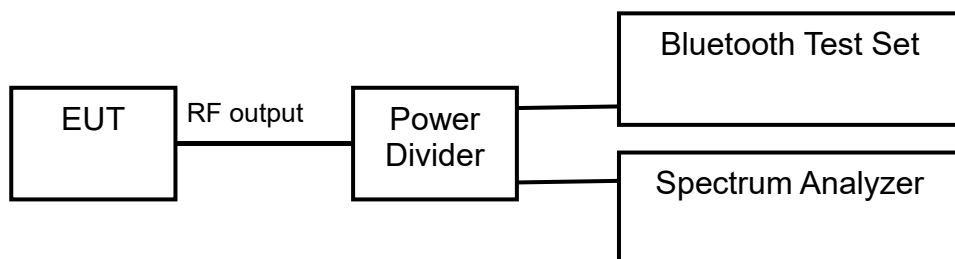 Bluetooth Test Set
EUT
RF output
Power
Divider
Spectrum Analyzer